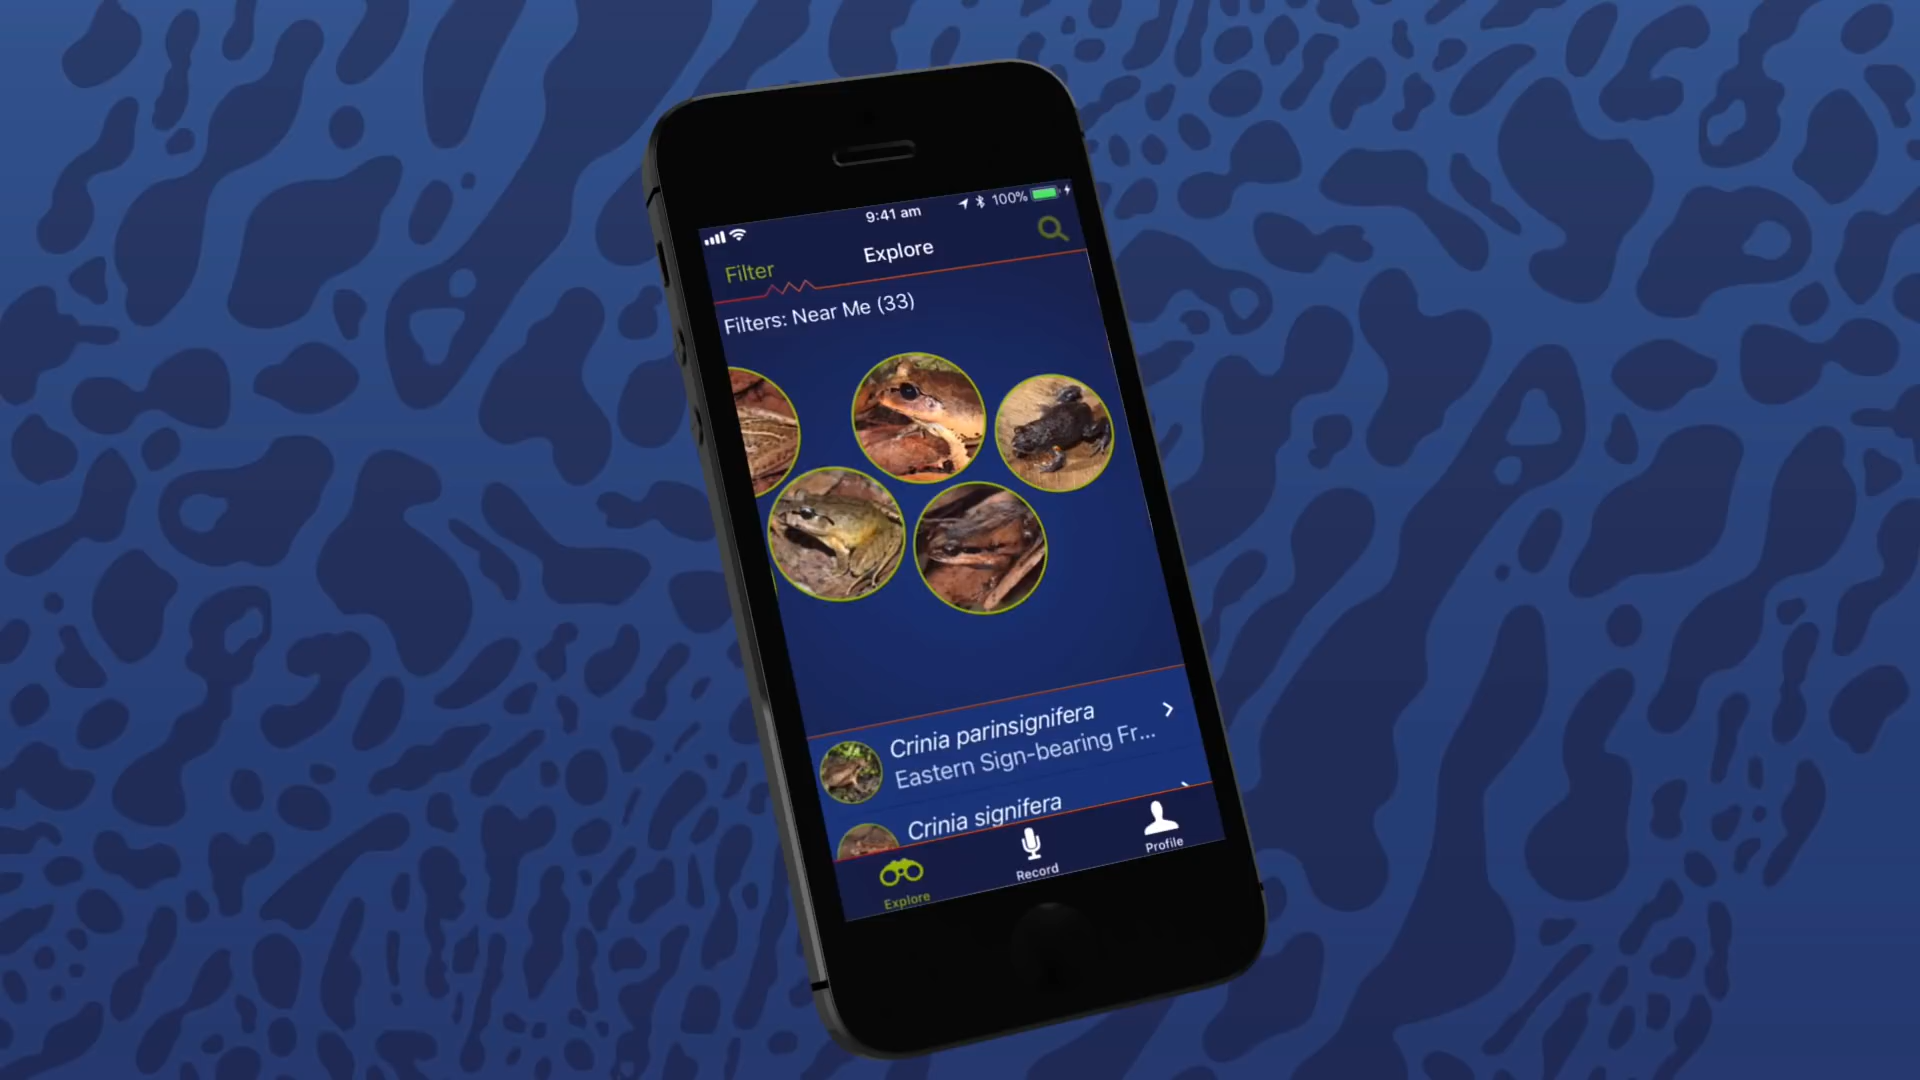 9:41 am
100%
Filter
Explore
Filters: Near Me (33)
Crinia parinsignifera
Eastern Sign-bearing Fr...
Crinia signifera
Explore
Record
Profile